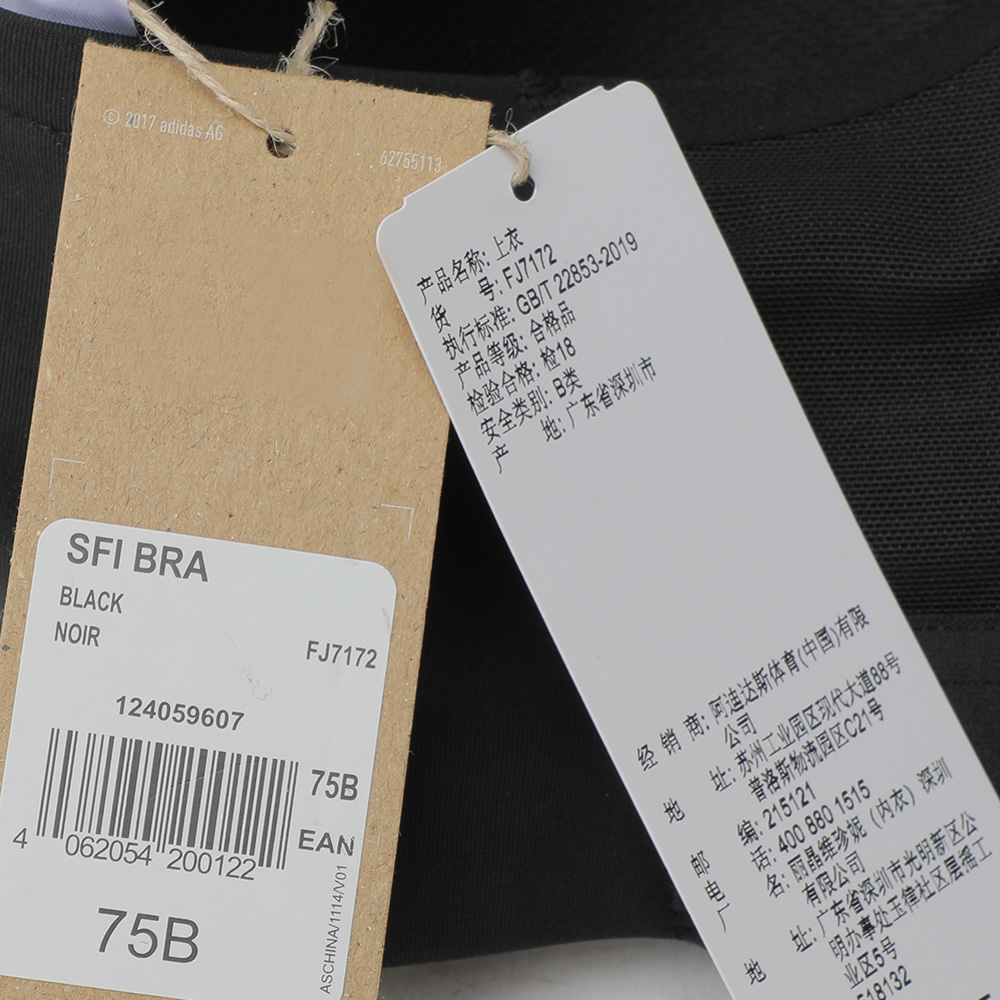 © 2017 adidas AG
62755113
SFI BRA
BLACK
NOIR
FJ7172
124059607
75B
EAN
4 062054 200122
75B
ASCHINA/1114/V01
产品名称: 上衣
货 号: FJ7172
执行标准: GB/T 22853-2019
产品等级: 合格品
检验合格: 检18
安全类别: B类
产 地: 广东省深圳市
经 销 商: 阿迪达斯体育(中国)有限
公司
地 址: 苏州工业园区现代大道88号
普洛斯物流园区C21号
邮 编: 215121
电 话: 400 880 1515
厂 名: 丽晶维珍妮（内衣）深圳
有限公司
地 址: 广东省深圳市光明新区公
明办事处玉律社区
业区5号
518132